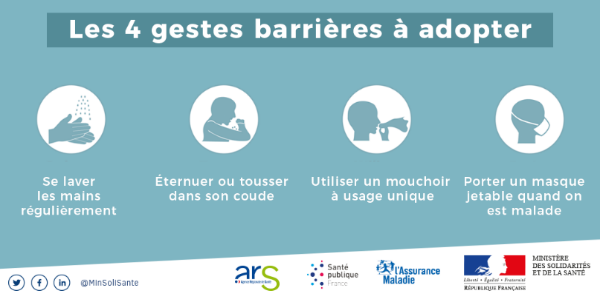 Les 4 gestes barrières à adopter
Se laver
les mains
régulièrement
Éternuer ou tousser
dans son coude
Utiliser un mouchoir
à usage unique
Porter un masque
jetable quand on
est malade
@MinSoliSante
ars
Santé
publique
France
l'Assurance
Maladie
Liberté • Égalité • Fraternité
RÉPUBLIQUE FRANÇAISE
MINISTÈRE
DES SOLIDARITÉS
ET DE LA SANTÉ